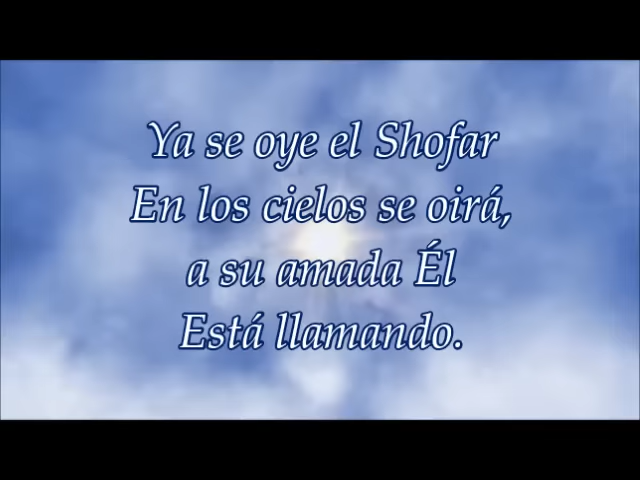 Ya se oye el Shofar
En los cielos se oirá,
a su amada Él
Está llamando.